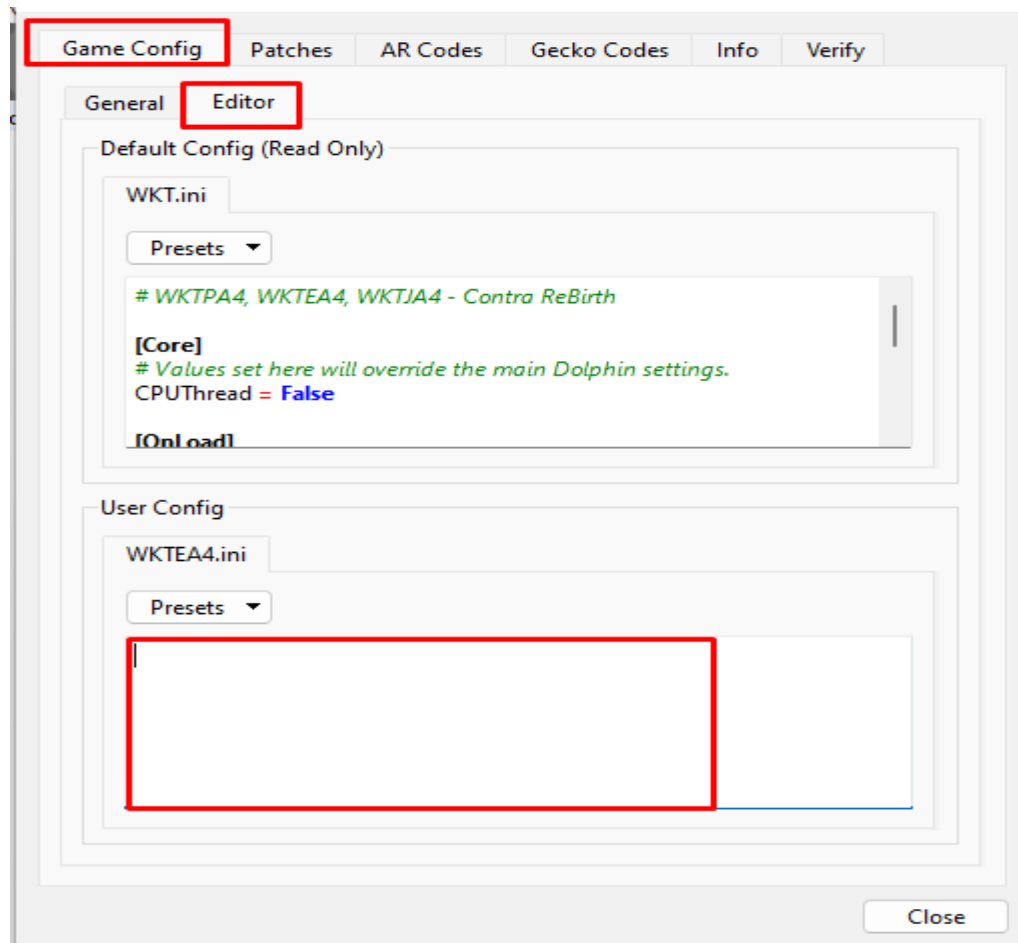 Game Config Patches AR Codes Gecko Codes Info Verify
General Editor
Default Config (Read Only)
WKT.ini
Presets
# WKTPA4, WKTEA4, WKTJA4 - Contra ReBirth
[Core]
# Values set here will override the main Dolphin settings.
CPUThread = False
[OnLoad]
User Config
WKTEA4.ini
Presets
Close